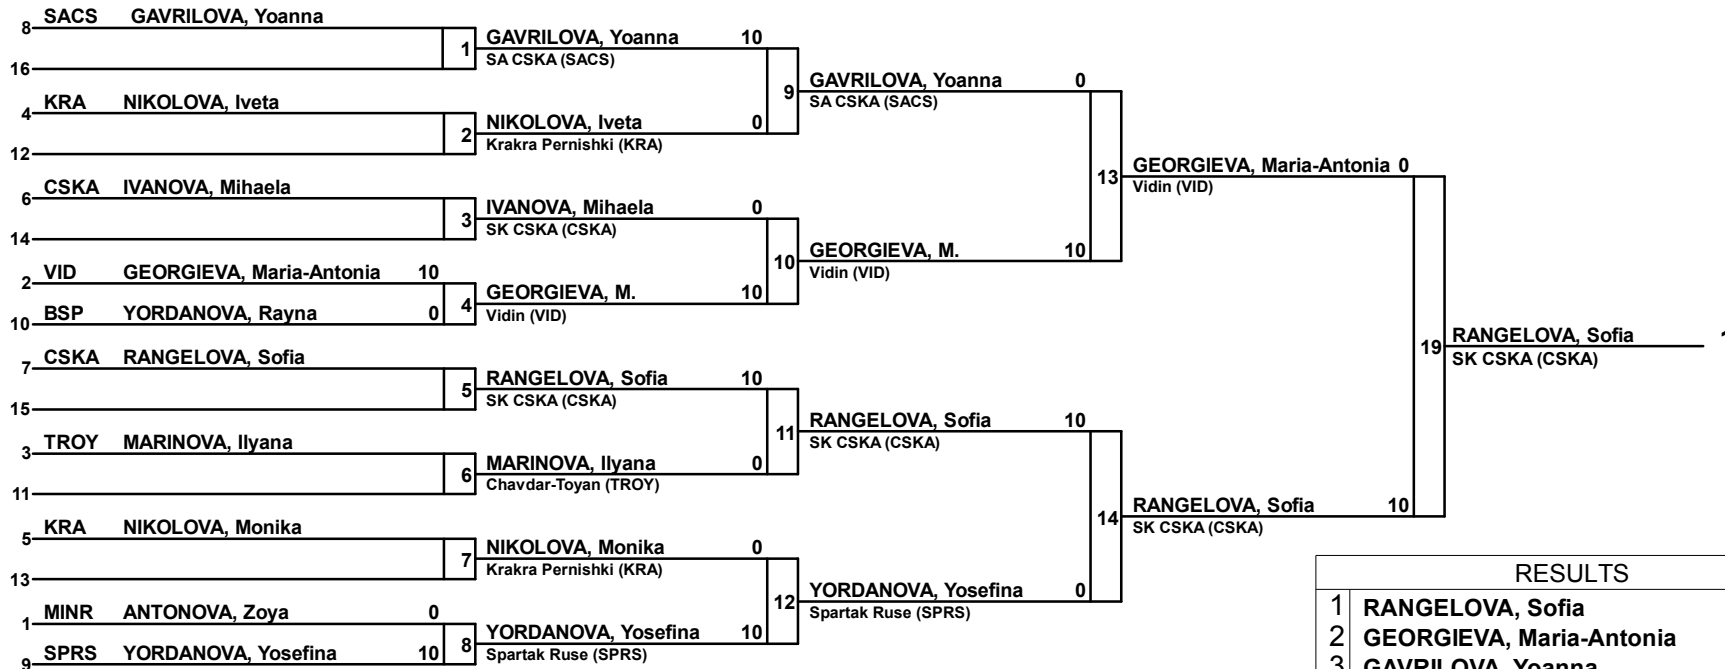 8 SACS GAVRILOVA, Yoanna
16
1
4 KRA NIKOLOVA, Iveta
12
2
6 CSKA IVANOVA, Mihaela
14
3
2 VID GEORGIEVA, Maria-Antonia 10
10 BSP YORDANOVA, Rayna 0
4
7 CSKA RANGELOVA, Sofia
15
5
3 TROY MARINOVA, Ilyana
11
6
5 KRA NIKOLOVA, Monika
13
7
1 MINR ANTONOVA, Zoya 0
9 SPRS YORDANOVA, Yosefina 10
8
GAVRILOVA, Yoanna 10
SA CSKA (SACS)
9
NIKOLOVA, Iveta 0
Krakra Pernishki (KRA)
IVANOVA, Mihaela 0
SK CSKA (CSKA)
10
GEORGIEVA, M. 10
Vidin (VID)
RANGELOVA, Sofia 10
SK CSKA (CSKA)
11
MARINOVA, Ilyana 0
Chavdar-Toyan (TROY)
NIKOLOVA, Monika 0
Krakra Pernishki (KRA)
12
YORDANOVA, Yosefina 10
Spartak Ruse (SPRS)
GAVRILOVA, Yoanna 0
SA CSKA (SACS)
13
GEORGIEVA, M. 10
Vidin (VID)
RANGELOVA, Sofia 10
SK CSKA (CSKA)
14
YORDANOVA, Yosefina 0
Spartak Ruse (SPRS)
GEORGIEVA, Maria-Antonia 0
Vidin (VID)
19
RANGELOVA, Sofia 10
SK CSKA (CSKA)
RANGELOVA, Sofia
SK CSKA (CSKA)
RESULTS
1 RANGELOVA, Sofia
2 GEORGIEVA, Maria-Antonia
3 GAVRILOVA, Yoanna